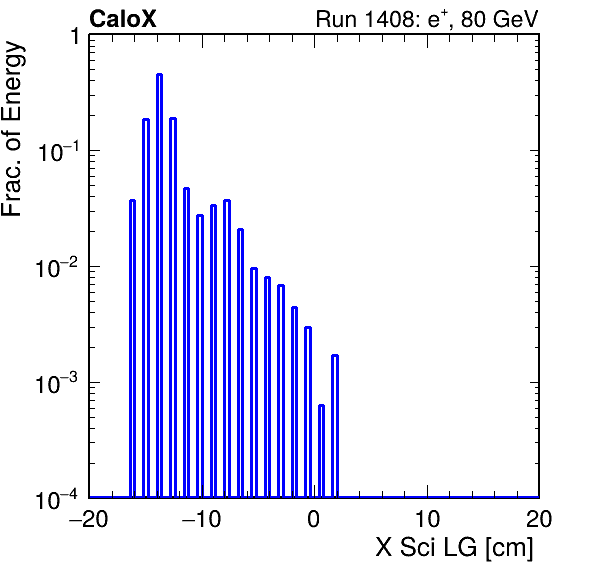 CaloX Run 1408: e⁺, 80 GeV
Frac. of Energy
1
10⁻¹
10⁻²
10⁻³
10⁻⁴
−20 −10 0 10 20
X Sci LG [cm]